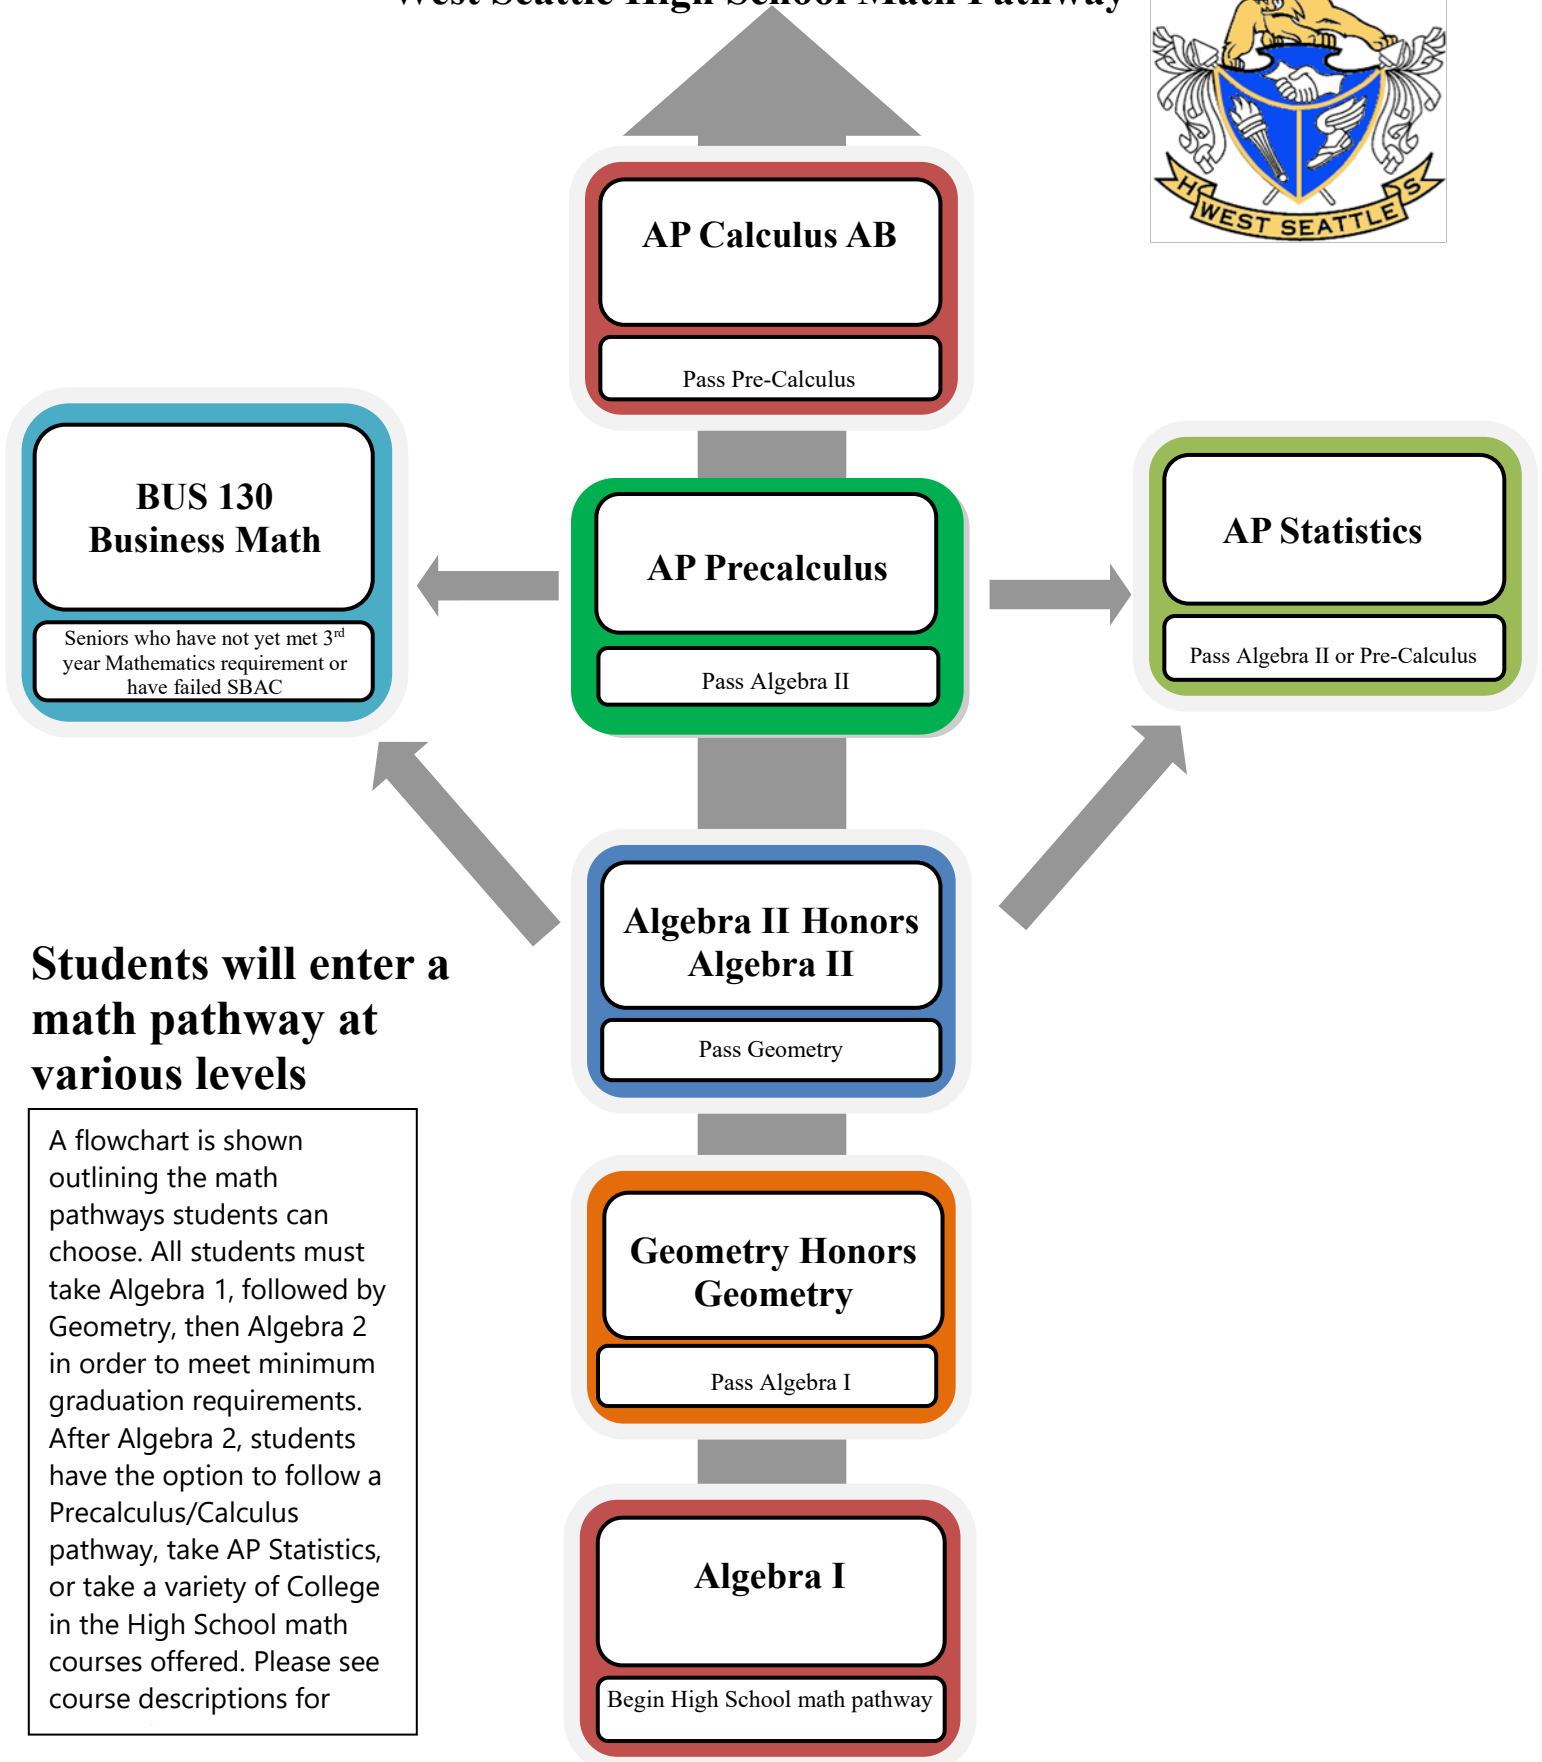 West Seattle High School Math Pathway
H WEST SEATTLE S
AP Calculus AB
Pass Pre-Calculus
BUS 130
Business Math
Seniors who have not yet met 3rd
year Mathematics requirement or
have failed SBAC
AP Precalculus
Pass Algebra II
AP Statistics
Pass Algebra II or Pre-Calculus
Algebra II Honors
Algebra II
Pass Geometry
Students will enter a
math pathway at
various levels
A flowchart is shown
outlining the math
pathways students can
choose. All students must
take Algebra 1, followed by
Geometry, then Algebra 2
in order to meet minimum
graduation requirements.
After Algebra 2, students
have the option to follow a
Precalculus/Calculus
pathway, take AP Statistics,
or take a variety of College
in the High School math
courses offered. Please see
course descriptions for
Geometry Honors
Geometry
Pass Algebra I
Algebra I
Begin High School math pathway